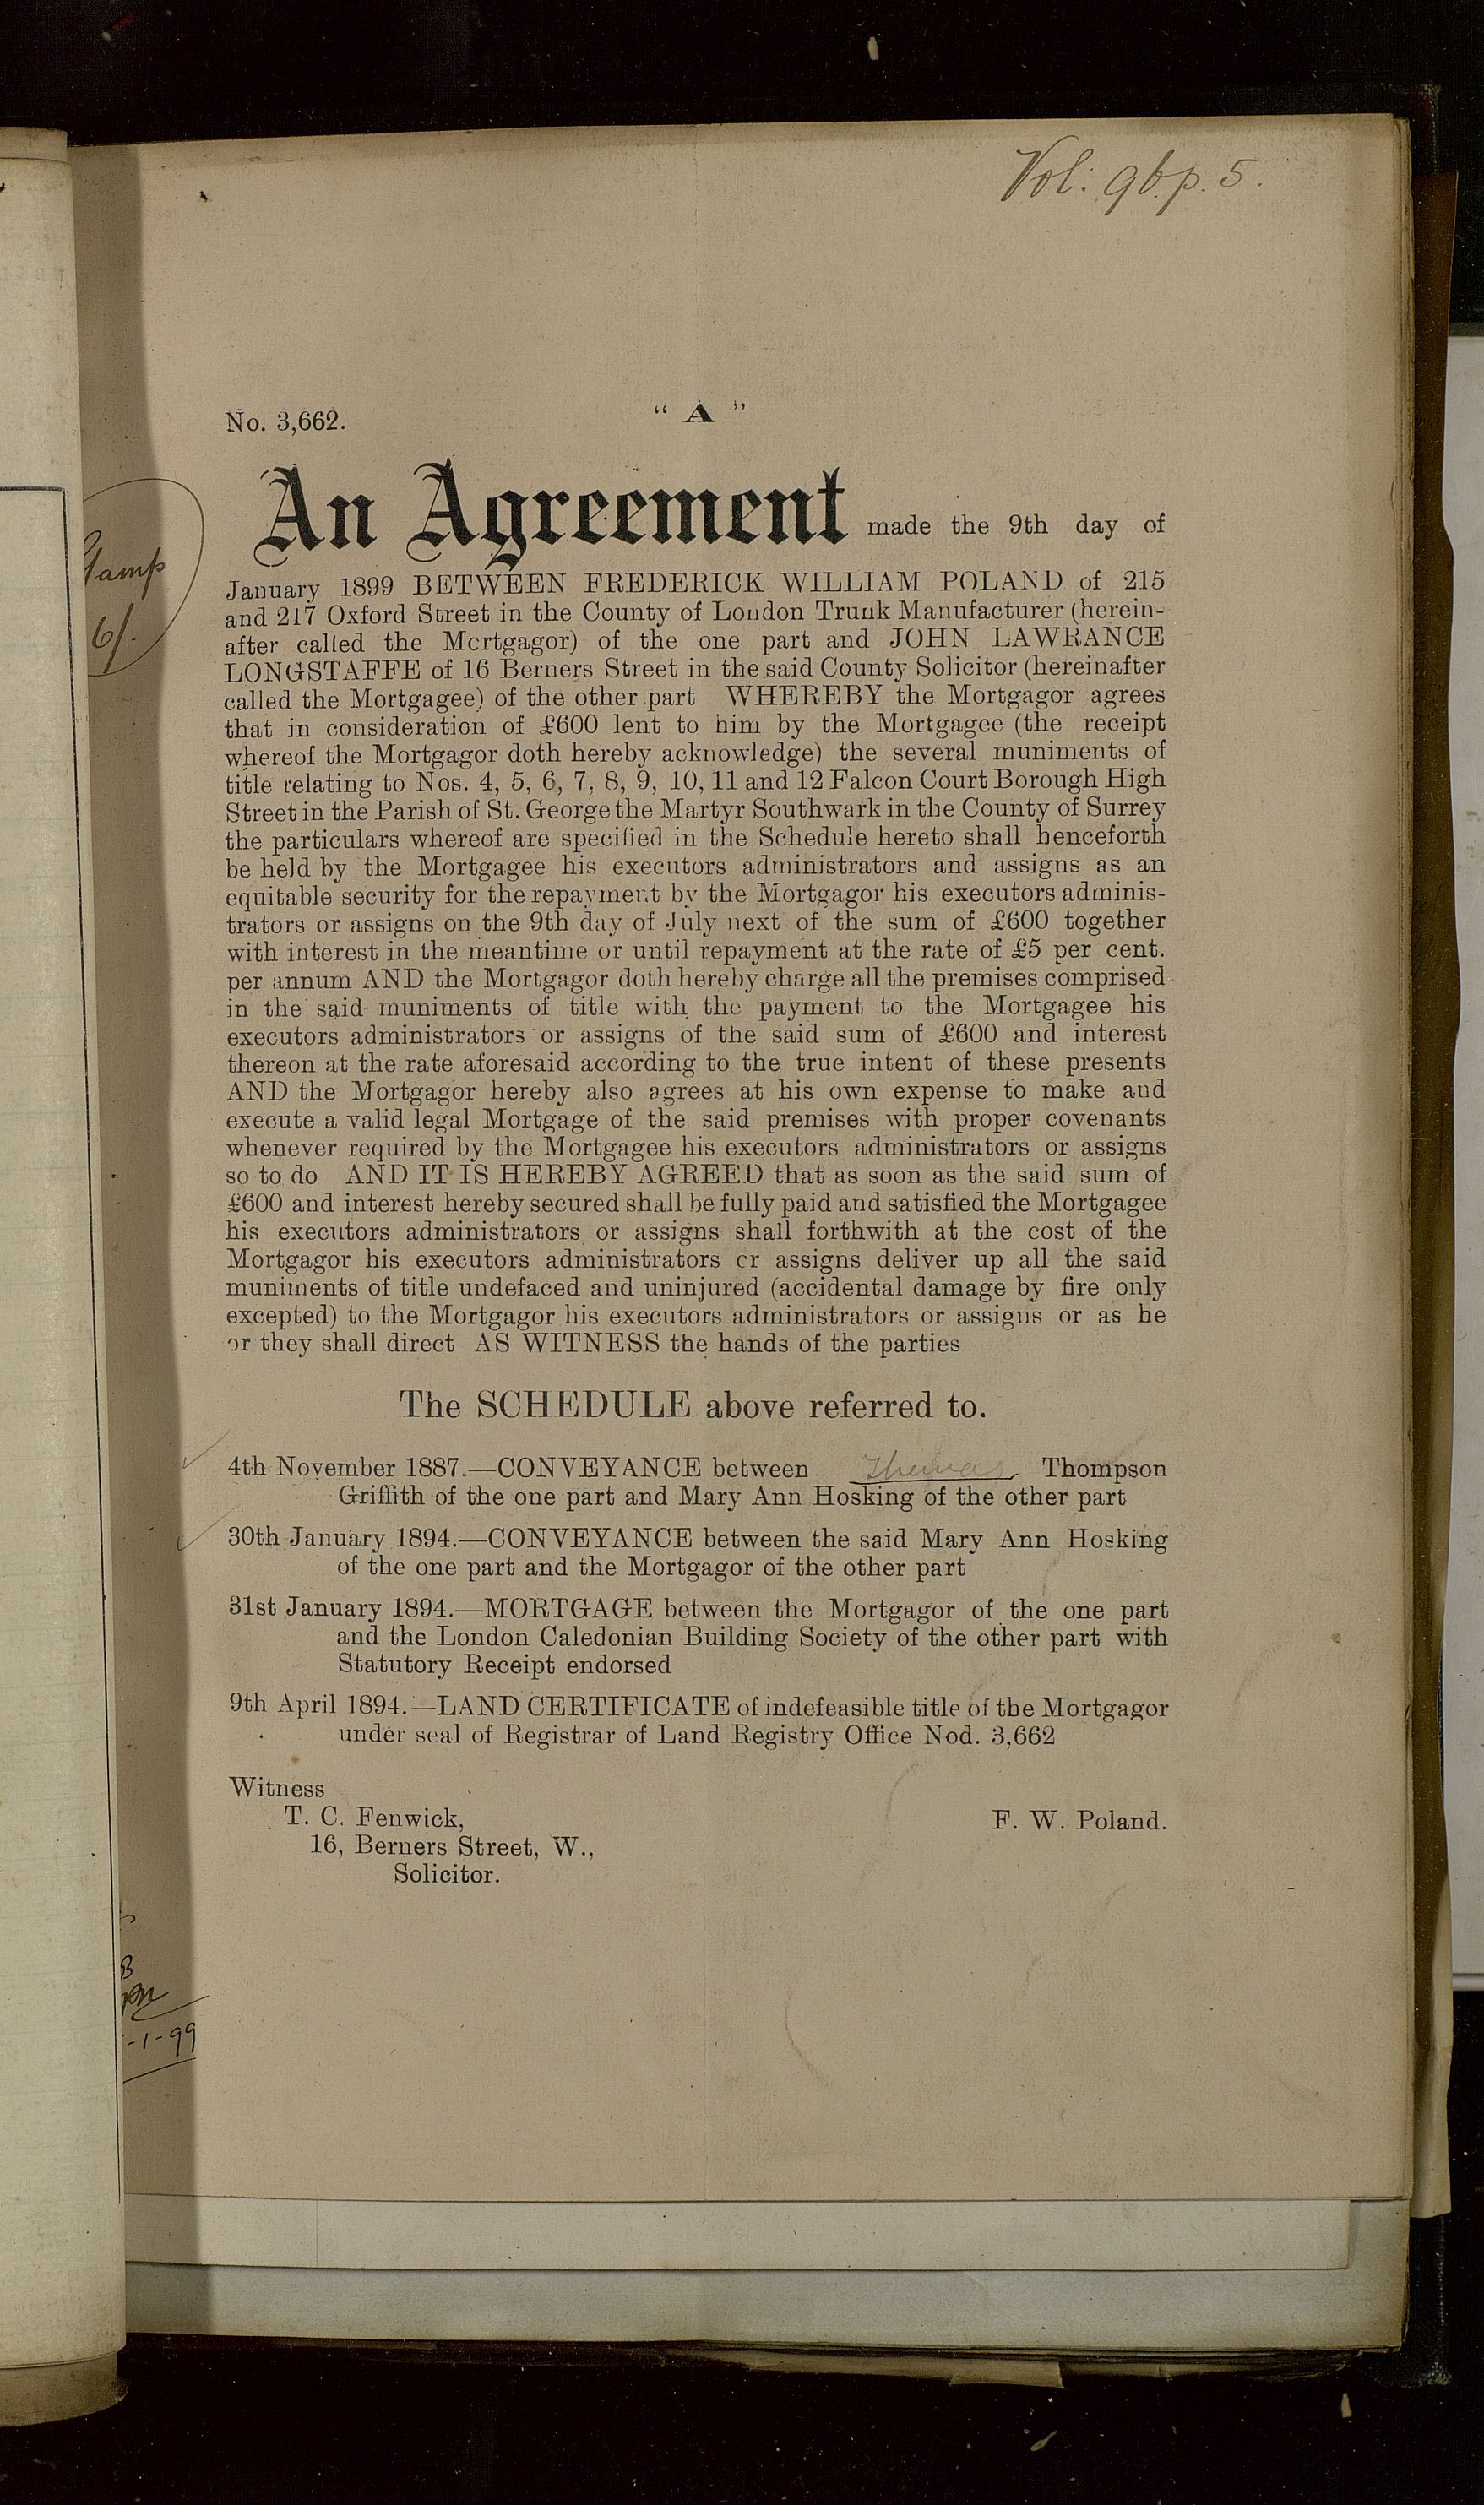 Vol: 96. p. 5.
No. 3,662.
“ A ”
An Agreement made the 9th day of
January 1899 BETWEEN FREDERICK WILLIAM POLAND of 215
and 217 Oxford Street in the County of London Trunk Manufacturer (herein-
after called the Mortgagor) of the one part and JOHN LAWRANCE
LONGSTAFFE of 16 Berners Street in the said County Solicitor (hereinafter
called the Mortgagee) of the other part WHEREBY the Mortgagor agrees
that in consideration of £600 lent to him by the Mortgagee (the receipt
whereof the Mortgagor doth hereby acknowledge) the several muniments of
title relating to Nos. 4, 5, 6, 7, 8, 9, 10, 11 and 12 Falcon Court Borough High
Street in the Parish of St. George the Martyr Southwark in the County of Surrey
the particulars whereof are specified in the Schedule hereto shall henceforth
be held by the Mortgagee his executors administrators and assigns as an
equitable security for the repayment by the Mortgagor his executors adminis-
trators or assigns on the 9th day of July next of the sum of £600 together
with interest in the meantime or until repayment at the rate of £5 per cent.
per annum AND the Mortgagor doth hereby charge all the premises comprised
in the said muniments of title with the payment to the Mortgagee his
executors administrators or assigns of the said sum of £600 and interest
thereon at the rate aforesaid according to the true intent of these presents
AND the Mortgagor hereby also agrees at his own expense to make and
execute a valid legal Mortgage of the said premises with proper covenants
whenever required by the Mortgagee his executors administrators or assigns
so to do AND IT IS HEREBY AGREED that as soon as the said sum of
£600 and interest hereby secured shall be fully paid and satisfied the Mortgagee
his executors administrators or assigns shall forthwith at the cost of the
Mortgagor his executors administrators or assigns deliver up all the said
muniments of title undefaced and uninjured (accidental damage by fire only
excepted) to the Mortgagor his executors administrators or assigns or as he
or they shall direct AS WITNESS the hands of the parties
The SCHEDULE above referred to.
4th November 1887.—CONVEYANCE between Thomas Thompson
Griffith of the one part and Mary Ann Hosking of the other part
30th January 1894.—CONVEYANCE between the said Mary Ann Hosking
of the one part and the Mortgagor of the other part
31st January 1894.—MORTGAGE between the Mortgagor of the one part
and the London Caledonian Building Society of the other part with
Statutory Receipt endorsed
9th April 1894.—LAND CERTIFICATE of indefeasible title of the Mortgagor
under seal of Registrar of Land Registry Office Nod. 3,662
Witness
T. C. Fenwick,
16, Berners Street, W.,
Solicitor.
F. W. Poland.
Stamp
6/.
-1-99